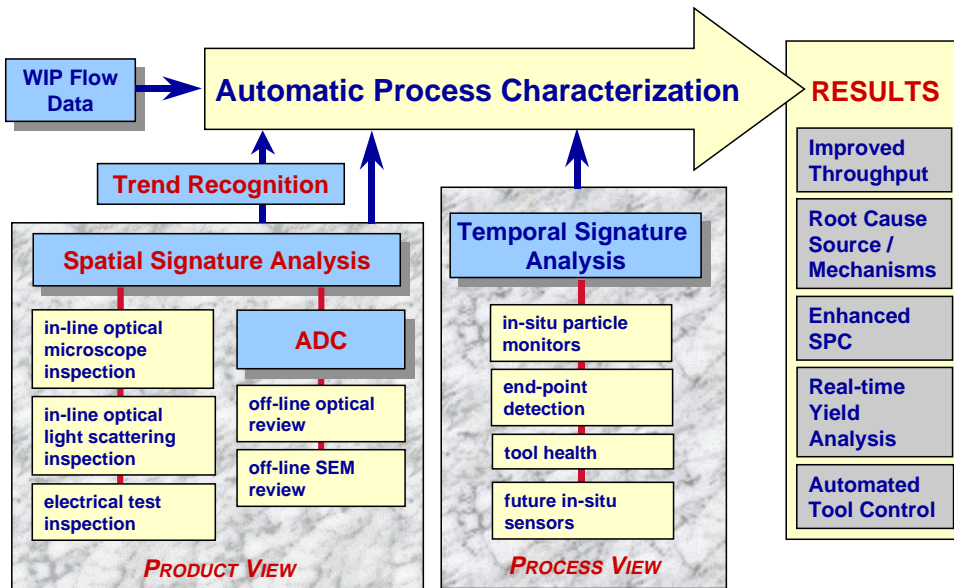 WIP Flow
Data
Automatic Process Characterization
Trend Recognition
Spatial Signature Analysis
in-line optical
microscope
inspection
in-line optical
light scattering
inspection
electrical test
inspection
ADC
off-line optical
review
off-line SEM
review
PRODUCT VIEW
Temporal Signature
Analysis
in-situ particle
monitors
end-point
detection
tool health
future in-situ
sensors
PROCESS VIEW
RESULTS
Improved
Throughput
Root Cause
Source /
Mechanisms
Enhanced
SPC
Real-time
Yield
Analysis
Automated
Tool Control